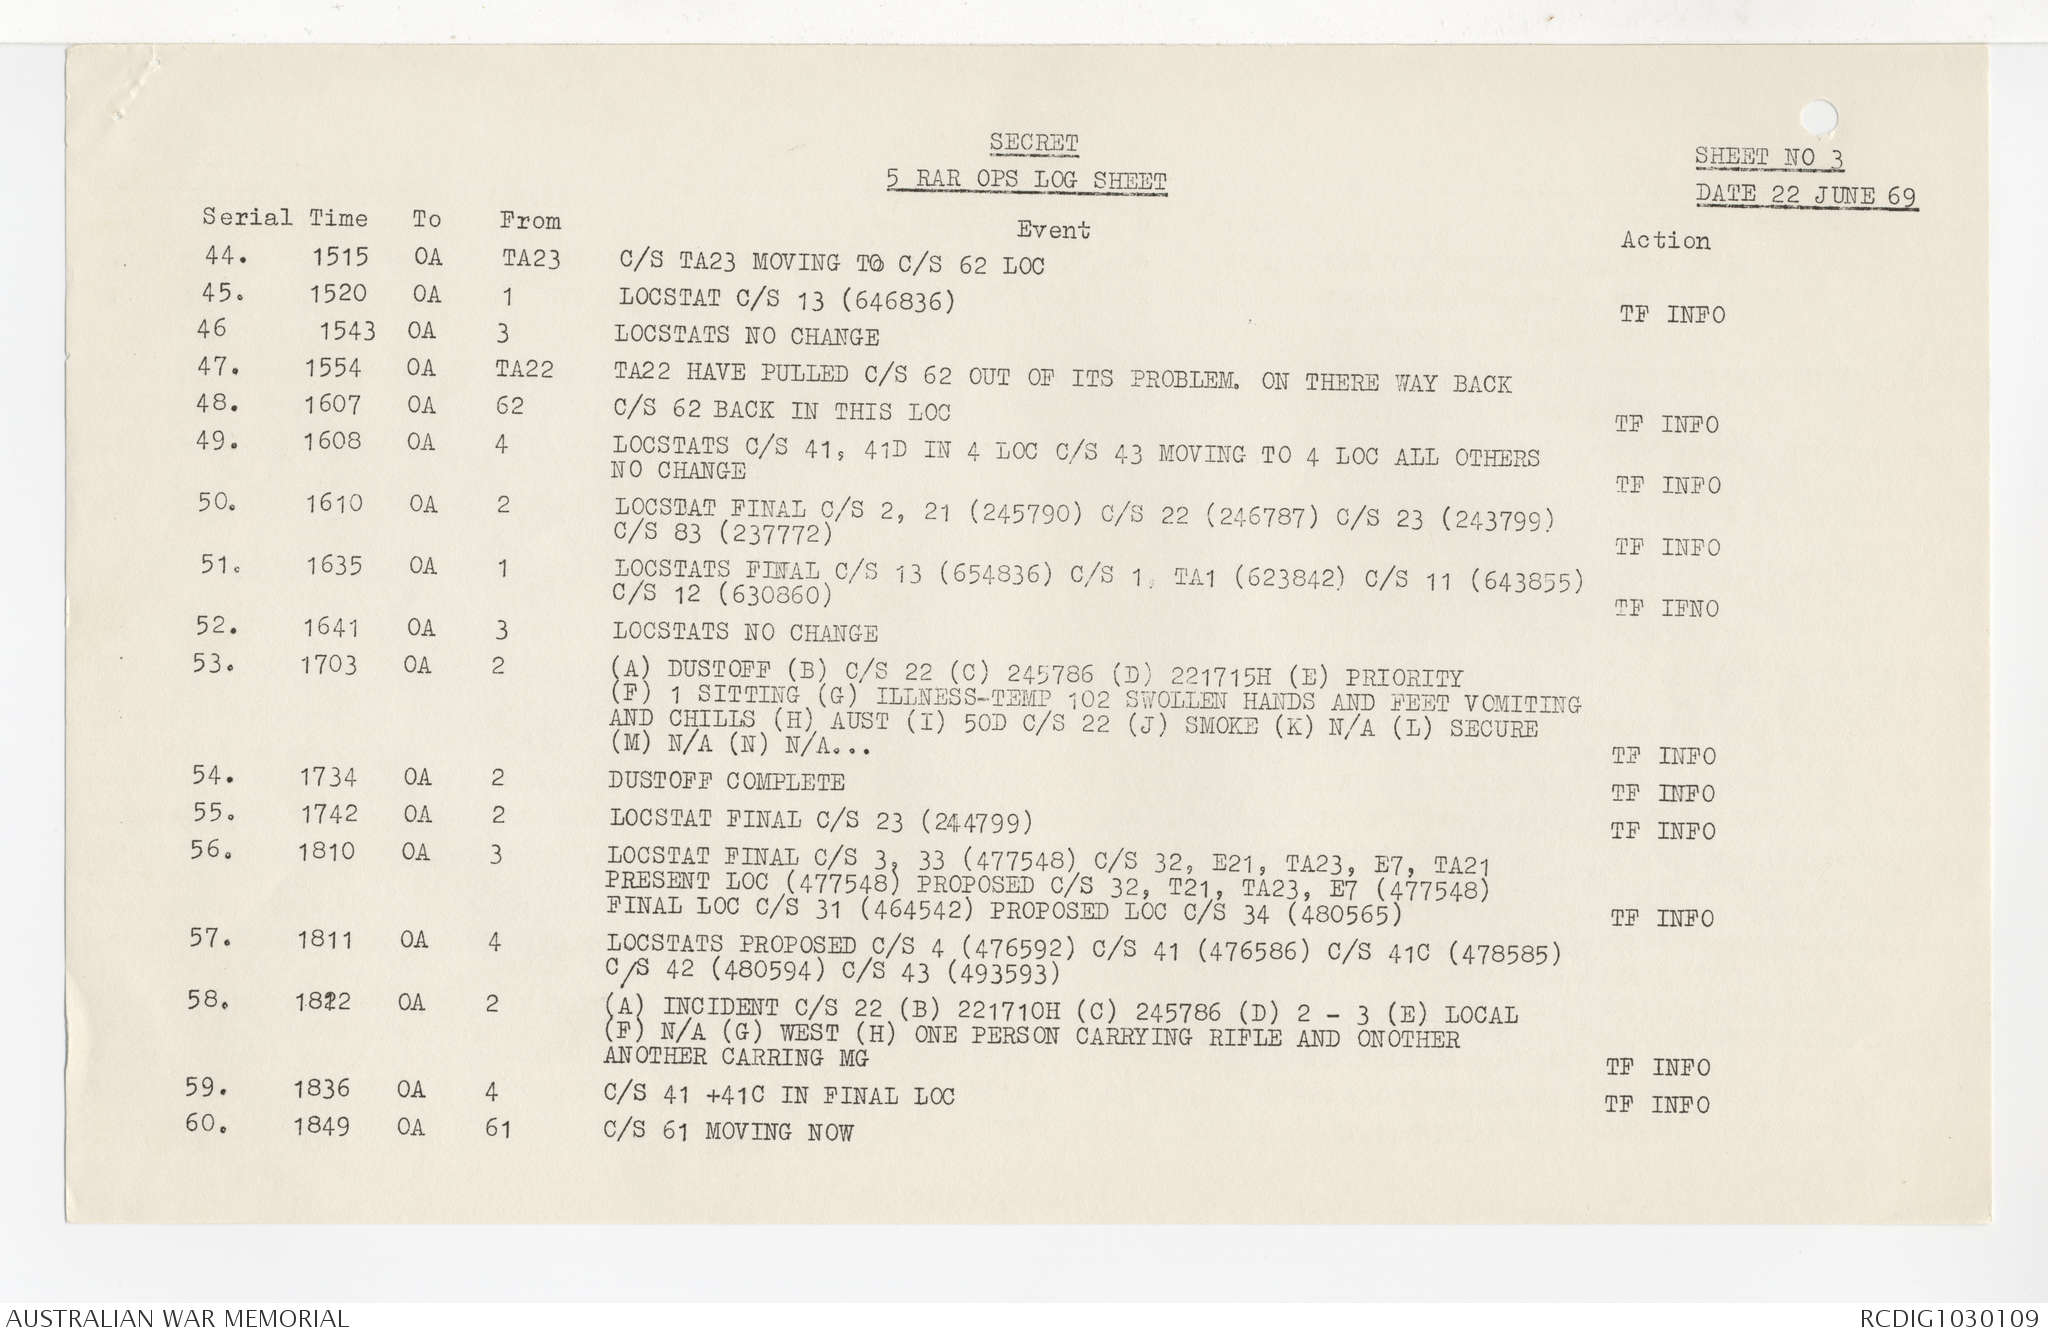 SECRET
5 RAR OPS LOG SHEET
SHEET NO 3
DATE 22 JUNE 69
Serial Time To From Event Action
44. 1515 OA TA23 C/S TA23 MOVING TO C/S 62 LOC
45. 1520 OA 1 LOCSTAT C/S 13 (646836) TF INFO
46 1543 OA 3 LOCSTATS NO CHANGE
47. 1554 OA TA22 TA22 HAVE PULLED C/S 62 OUT OF ITS PROBLEM. ON THERE WAY BACK
48. 1607 OA 62 C/S 62 BACK IN THIS LOC TF INFO
49. 1608 OA 4 LOCSTATS C/S 41, 41D IN 4 LOC C/S 43 MOVING TO 4 LOC ALL OTHERS
NO CHANGE TF INFO
50. 1610 OA 2 LOCSTAT FINAL C/S 2, 21 (245790) C/S 22 (246787) C/S 23 (243799)
C/S 83 (237772) TF INFO
51. 1635 OA 1 LOCSTATS FINAL C/S 13 (654836) C/S 1, TA1 (623842) C/S 11 (643855)
C/S 12 (630860) TF IFNO
52. 1641 OA 3 LOCSTATS NO CHANGE
53. 1703 OA 2 (A) DUSTOFF (B) C/S 22 (C) 245786 (D) 221715H (E) PRIORITY
(F) 1 SITTING (G) ILLNESS-TEMP 102 SWOLLEN HANDS AND FEET VOMITING
AND CHILLS (H) AUST (I) 50D C/S 22 (J) SMOKE (K) N/A (L) SECURE
(M) N/A (N) N/A... TF INFO
54. 1734 OA 2 DUSTOFF COMPLETE TF INFO
55. 1742 OA 2 LOCSTAT FINAL C/S 23 (244799) TF INFO
56. 1810 OA 3 LOCSTAT FINAL C/S 3, 33 (477548) C/S 32, E21, TA23, E7, TA21
PRESENT LOC (477548) PROPOSED C/S 32, T21, TA23, E7 (477548)
FINAL LOC C/S 31 (464542) PROPOSED LOC C/S 34 (480565) TF INFO
57. 1811 OA 4 LOCSTATS PROPOSED C/S 4 (476592) C/S 41 (476586) C/S 41C (478585)
C/S 42 (480594) C/S 43 (493593)
58. 1822 OA 2 (A) INCIDENT C/S 22 (B) 221710H (C) 245786 (D) 2 - 3 (E) LOCAL
(F) N/A (G) WEST (H) ONE PERSON CARRYING RIFLE AND ONOTHER
ANOTHER CARRING MG TF INFO
59. 1836 OA 4 C/S 41 +41C IN FINAL LOC TF INFO
60. 1849 OA 61 C/S 61 MOVING NOW
AUSTRALIAN WAR MEMORIAL RCDIG1030109